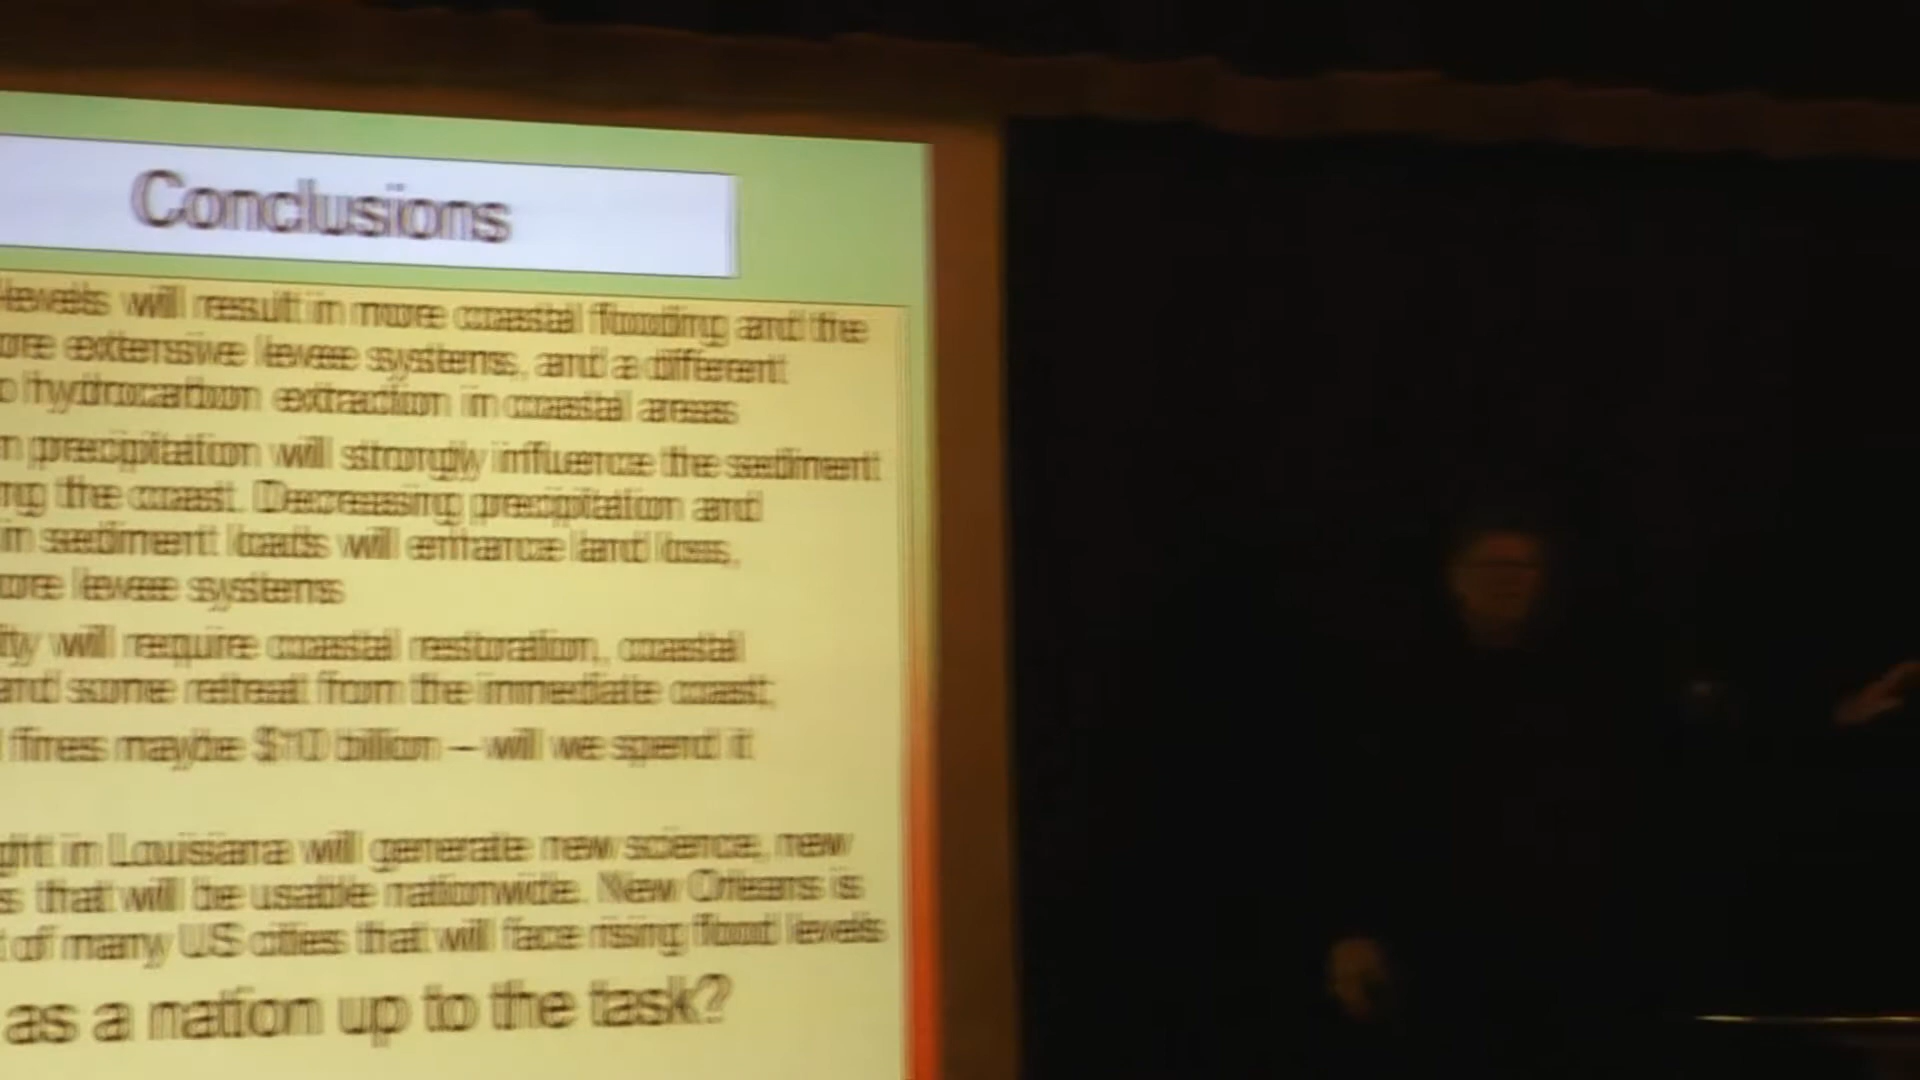 Conclusions
levels will result in more coastal flooding and the
ore extensive levee systems, and a different
o hydrocarbon extraction in coastal areas
n precipitation will strongly influence the sediment
ng the coast. Decreasing precipitation and
in sediment loads will enhance land loss,
ore levee systems
ity will require coastal restoration, coastal
and some retreat from the immediate coast;
fines maybe $10 billion – will we spend it
ght in Louisiana will generate new science, new
s that will be usable nationwide. New Orleans is
t of many US cities that will face rising flood levels
as a nation up to the task?